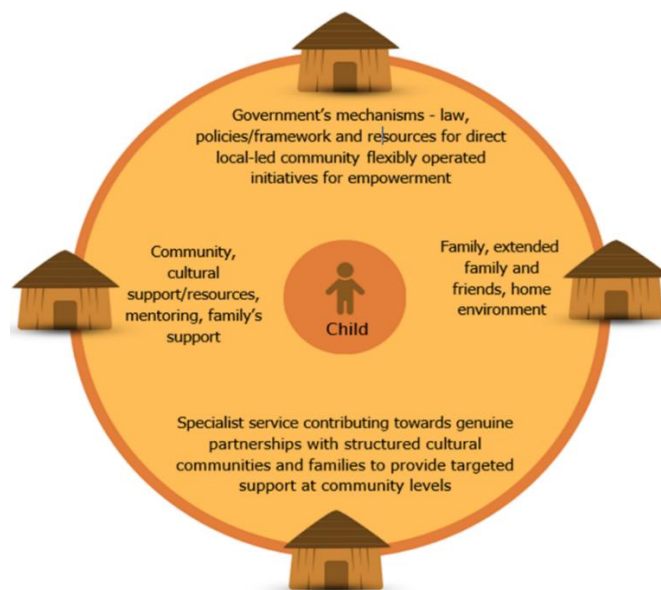 Government's mechanisms - law,
policies/framework and resources for direct
local-led community flexibly operated
initiatives for empowerment
Community,
cultural
support/resources,
mentoring, family's
support
Family, extended
family and
friends, home
environment
Child
Specialist service contributing towards genuine
partnerships with structured cultural
communities and families to provide targeted
support at community levels